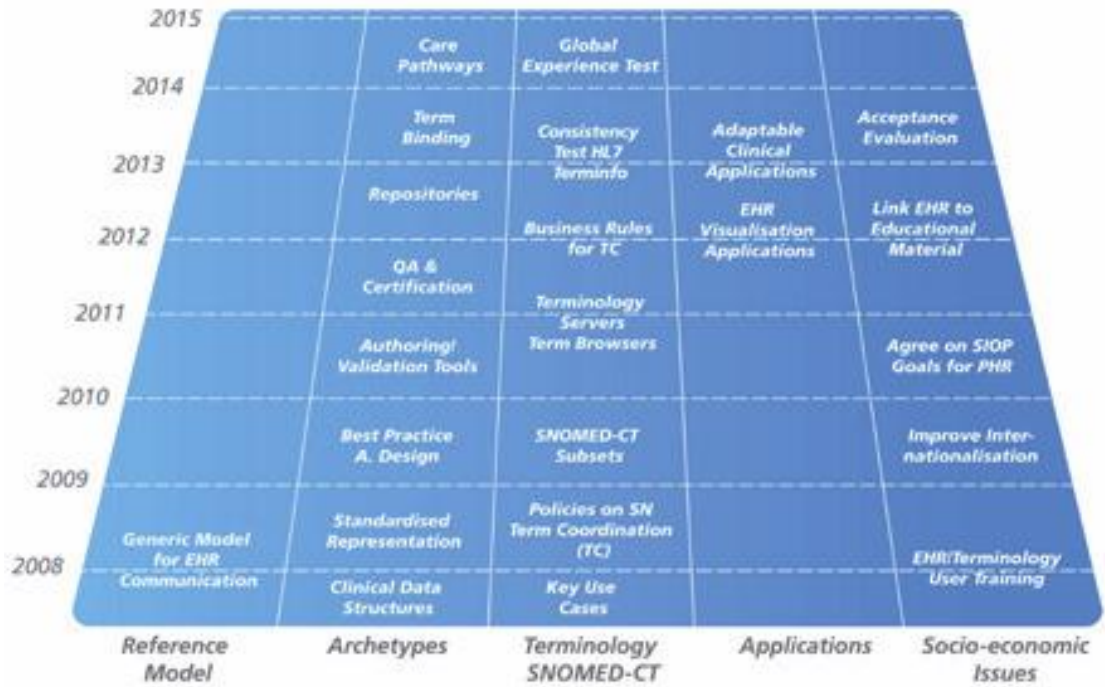 2015
Care
Pathways
Global
Experience Test
2014
Term
Binding
Consistency
Test HL7
Terminfo
Adaptable
Clinical
Applications
Acceptance
Evaluation
2013
Repositories
Business Rules
for TC
EHR
Visualisation
Applications
Link EHR to
Educational
Material
2012
QA &
Certification
Terminology
Servers
Term Browsers
2011
Authoring/
Validation Tools
Agree on SIOP
Goals for PHR
2010
Best Practice
A. Design
SNOMED-CT
Subsets
Improve Inter-
nationalisation
2009
Generic Model
for EHR
Communication
Standardised
Representation
Policies on SN
Term Coordination
(TC)
EHR/Terminology
User Training
2008
Clinical Data
Structures
Key Use
Cases
Reference
Model
Archetypes
Terminology
SNOMED-CT
Applications
Socio-economic
Issues